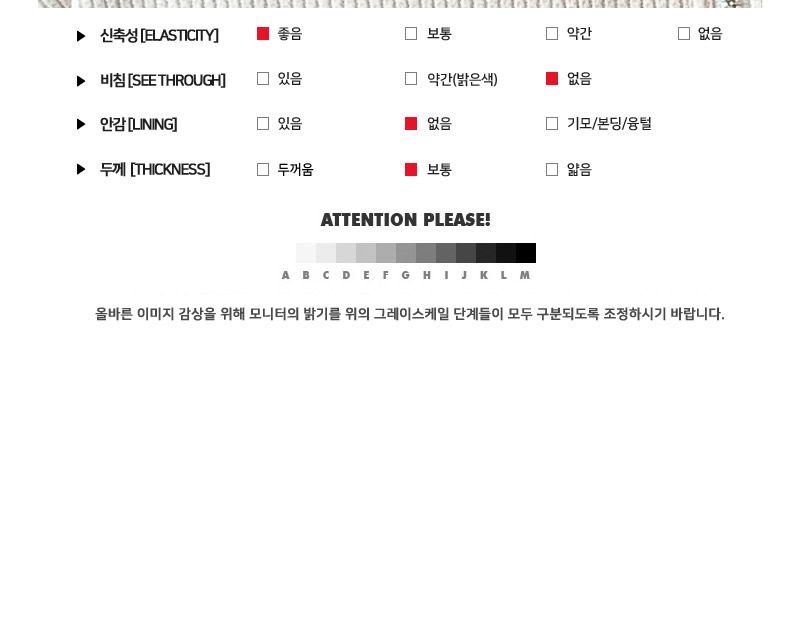 ▶ 신축성 [ELASTICITY] ■ 좋음 □ 보통 □ 약간 □ 없음
▶ 비침 [SEE THROUGH] □ 있음 □ 약간(밝은색) ■ 없음
▶ 안감 [LINING] □ 있음 ■ 없음 □ 기모/본딩/융털
▶ 두께 [THICKNESS] □ 두꺼움 ■ 보통 □ 얇음
ATTENTION PLEASE!
A B C D E F G H I J K L M
올바른 이미지 감상을 위해 모니터의 밝기를 위의 그레이스케일 단계들이 모두 구분되도록 조정하시기 바랍니다.